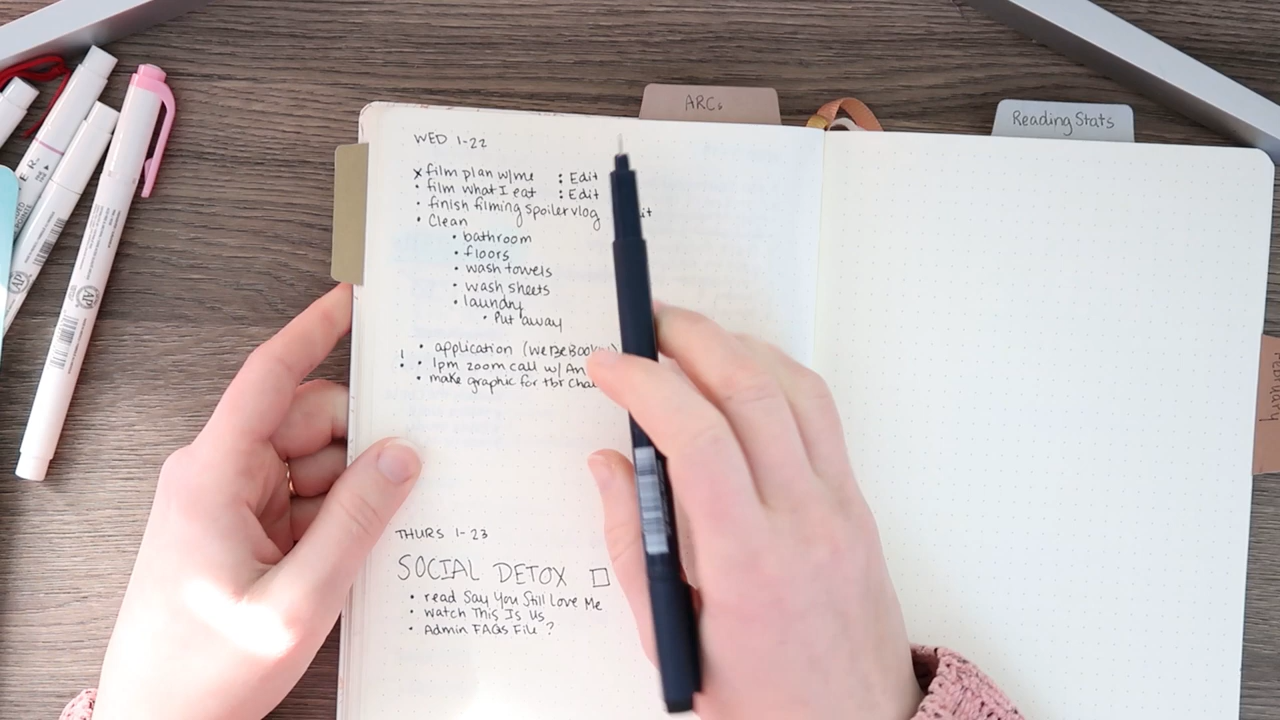 ARCs
Reading Stats
WED 1-22
x film plan w/me : Edit
• film what I eat : Edit
• finish filming spoiler vlog
• Clean
• bathroom
• floors
• wash towels
• wash sheets
• laundry
• Put away
! • application (WeBeBook
! • 1pm zoom call w/ An
• make graphic for tbr Cha
THURS 1-23
SOCIAL DETOX □
• read Say You Still Love Me
• watch This Is Us
• Admin FAQs File ?